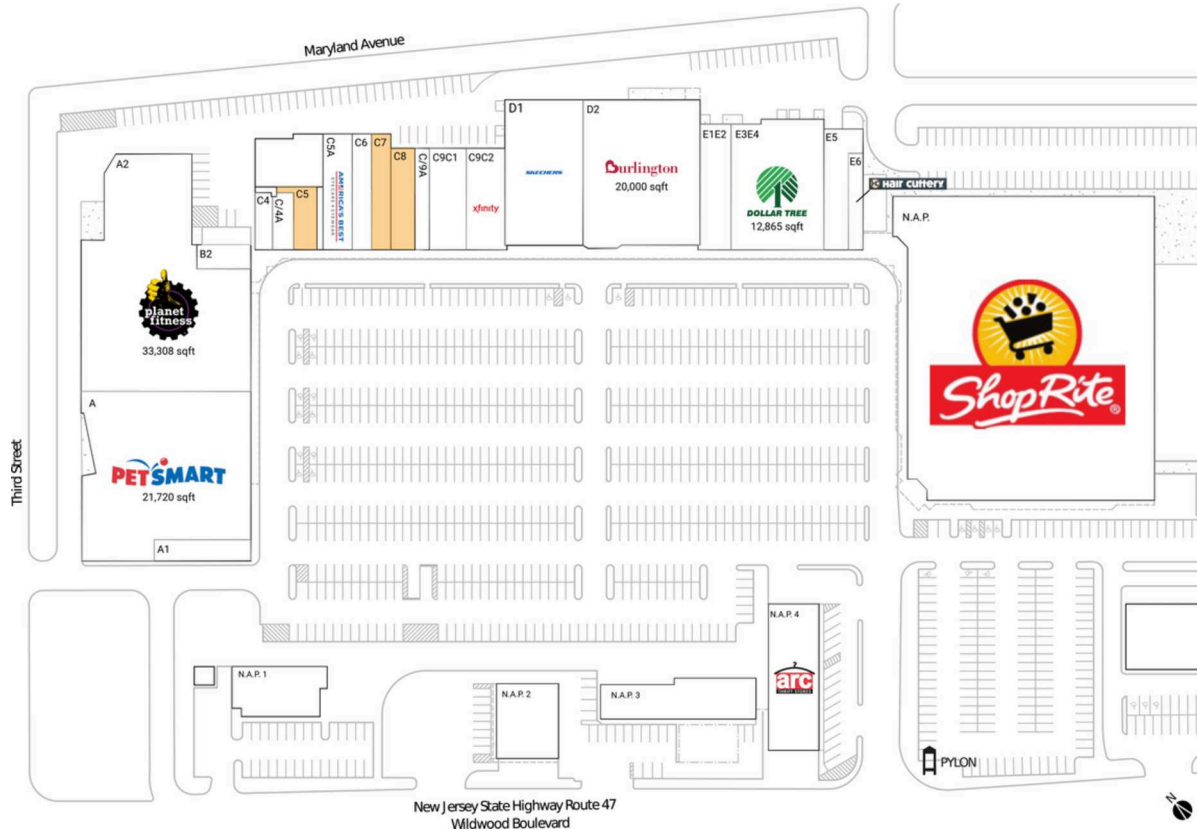 Maryland Avenue
D1
D2
SKECHERS
Burlington
20,000 sqft
E1E2
E3E4
DOLLAR TREE
12,865 sqft
E5
E6
Hair Cuttery
A2
C4
C/4A
C5
C5A
AMERICA'S BEST
C6
C7
C8
C/9A
C9C1
C9C2
xfinity
B2
planet
fitness
33,308 sqft
N.A.P.
ShopRite
A
PETSMART
21,720 sqft
A1
Third Street
N.A.P. 1
N.A.P. 2
N.A.P. 3
N.A.P. 4
arc
THRIFT STORES
PYLON
New Jersey State Highway Route 47
Wildwood Boulevard
N